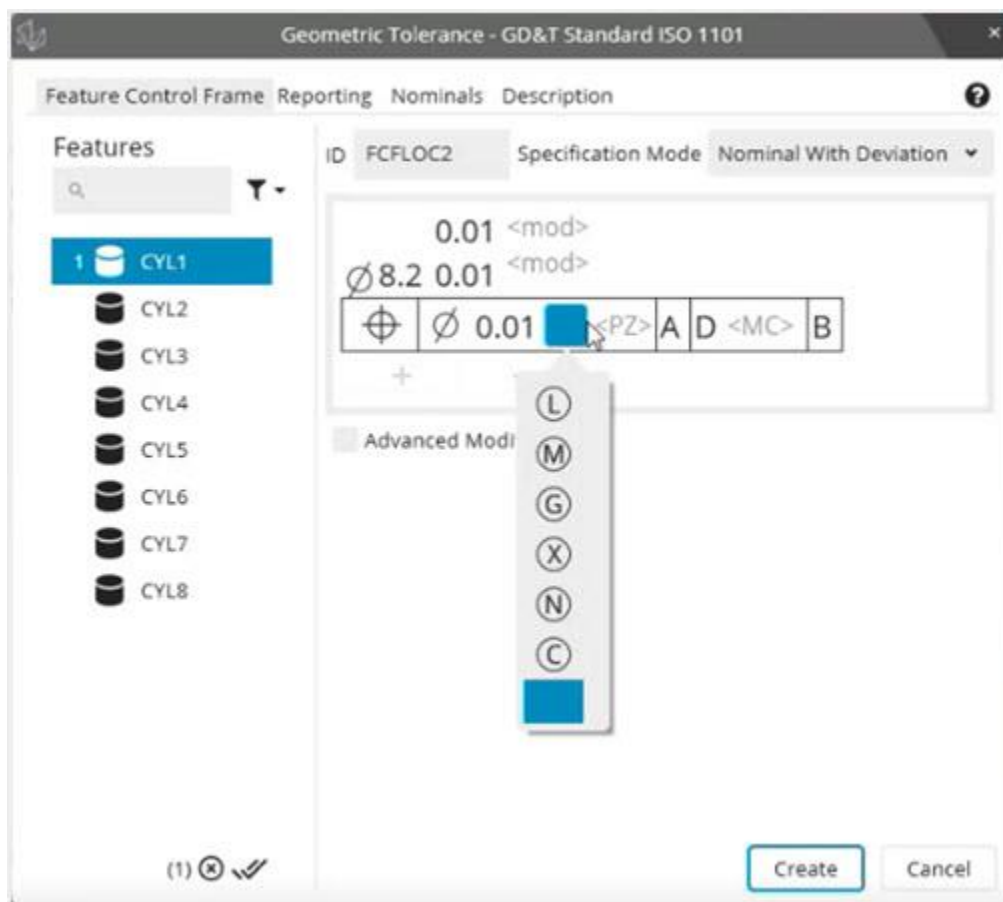 Geometric Tolerance - GD&T Standard ISO 1101 ×
Feature Control Frame Reporting Nominals Description ?
Features
ID FCFLOC2 Specification Mode Nominal With Deviation
1 CYL1
CYL2
CYL3
CYL4
CYL5
CYL6
CYL7
CYL8
0.01 <mod>
∅8.2 0.01 <mod>
⌖ ∅ 0.01 <PZ> A D <MC> B
+
Advanced Modi
Ⓛ
Ⓜ
Ⓖ
Ⓧ
Ⓝ
Ⓒ
(1)
Create Cancel